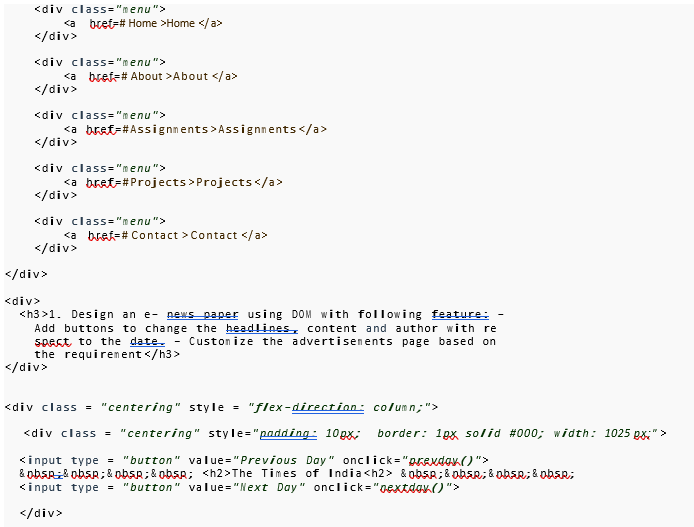 <div class="menu">
<a href=# Home >Home </a>
</div>
<div class="menu">
<a href=# About >About </a>
</div>
<div class="menu">
<a href=#Assignments>Assignments</a>
</div>
<div class="menu">
<a href=#Projects>Projects</a>
</div>
<div class="menu">
<a href=# Contact > Contact </a>
</div>
</div>
<div>
<h3>1. Design an e- news paper using DOM with following feature: –
Add buttons to change the headlines, content and author with re
spect to the date. – Customize the advertisements page based on
the requirement</h3>
</div>
<div class = "centering" style = "flex-direction: column;">
<div class = "centering" style="padding: 10px; border: 1px solid #000; width: 1025px;">
<input type = "button" value="Previous Day" onclick="prevday()">
&nbsp;&nbsp;&nbsp;&nbsp; <h2>The Times of India<h2> &nbsp;&nbsp;&nbsp;&nbsp;
<input type = "button" value="Next Day" onclick="nextday()">
</div>